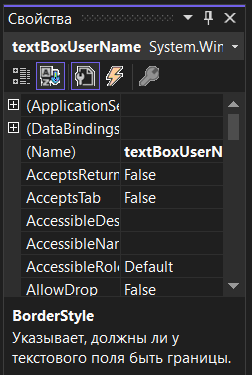 Свойства
textBoxUserName System.Win
(ApplicationSe
(DataBindings
(Name) textBoxUserN
AcceptsReturn False
AcceptsTab False
AccessibleDes
AccessibleNar
AccessibleRole Default
AllowDrop False
BorderStyle
Указывает, должны ли у
текстового поля быть границы.